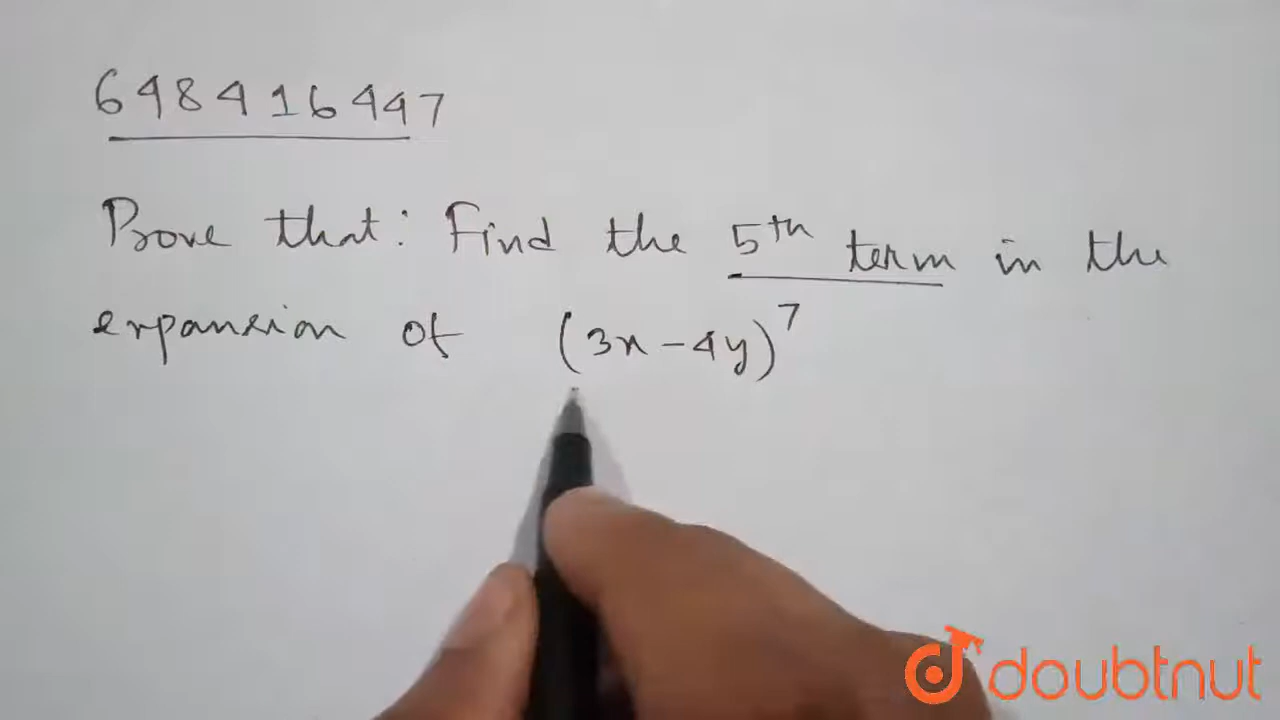 648416447
Prove that: Find the 5th term in the
expansion of (3x-4y)^7
doubtnut